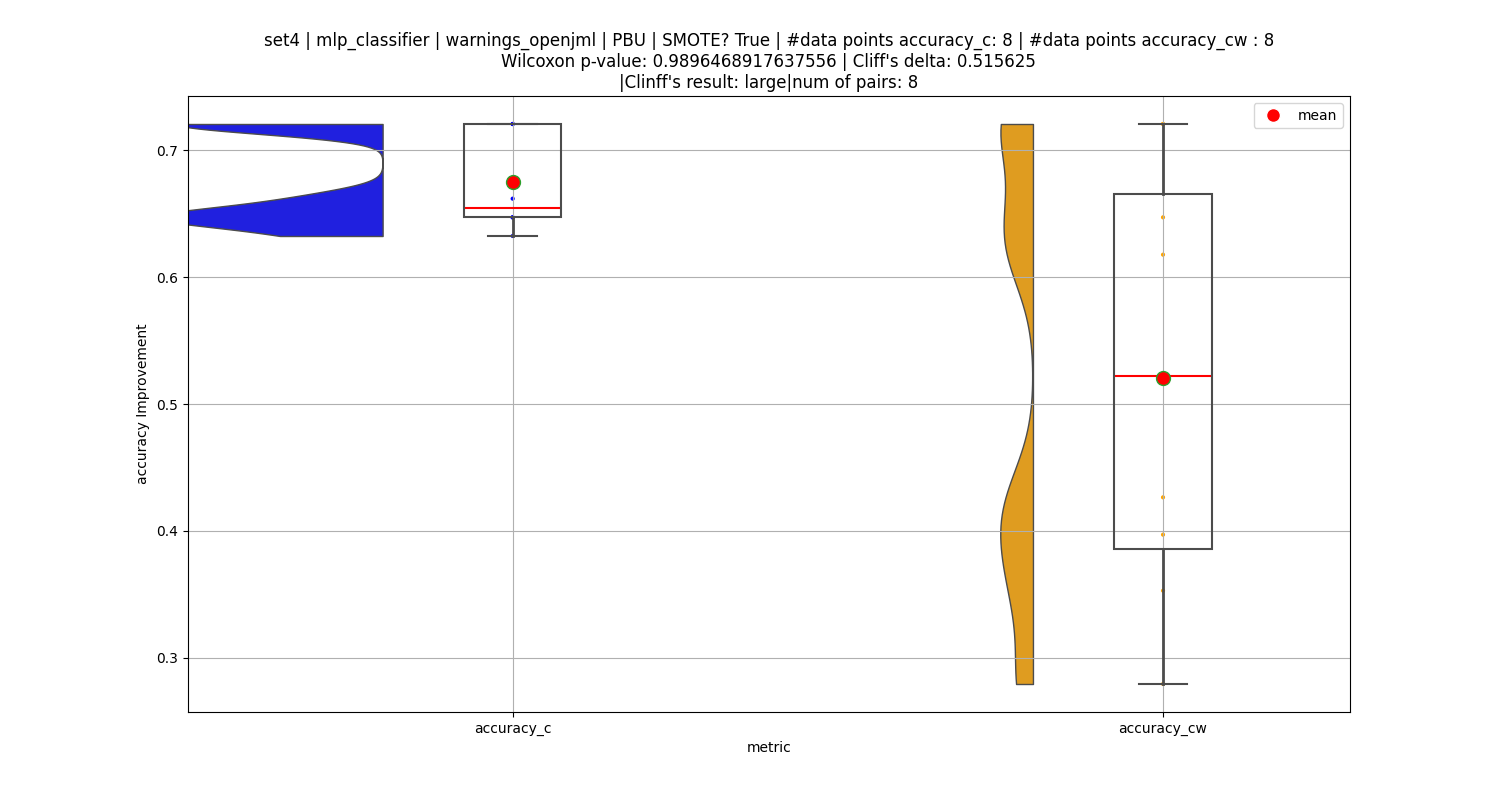 set4 | mlp_classifier | warnings_openjml | PBU | SMOTE? True | #data points accuracy_c: 8 | #data points accuracy_cw : 8
Wilcoxon p-value: 0.9896468917637556 | Cliff's delta: 0.515625
|Clinff's result: large|num of pairs: 8
mean
0.7
0.6
0.5
0.4
0.3
accuracy Improvement
accuracy_c
accuracy_cw
metric